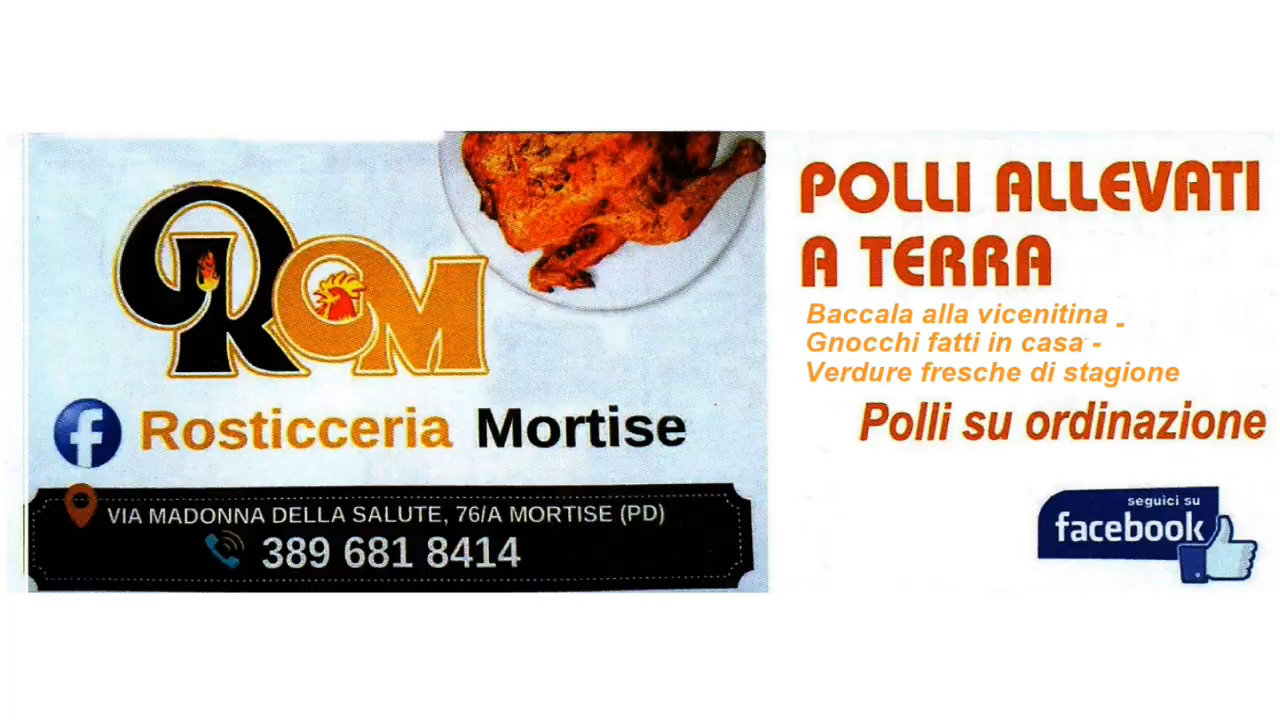 ROM
f Rosticceria Mortise
VIA MADONNA DELLA SALUTE, 76/A MORTISE (PD)
389 681 8414
POLLI ALLEVATI
A TERRA
Baccala alla vicenitina -
Gnocchi fatti in casa -
Verdure fresche di stagione
Polli su ordinazione
seguici su
facebook